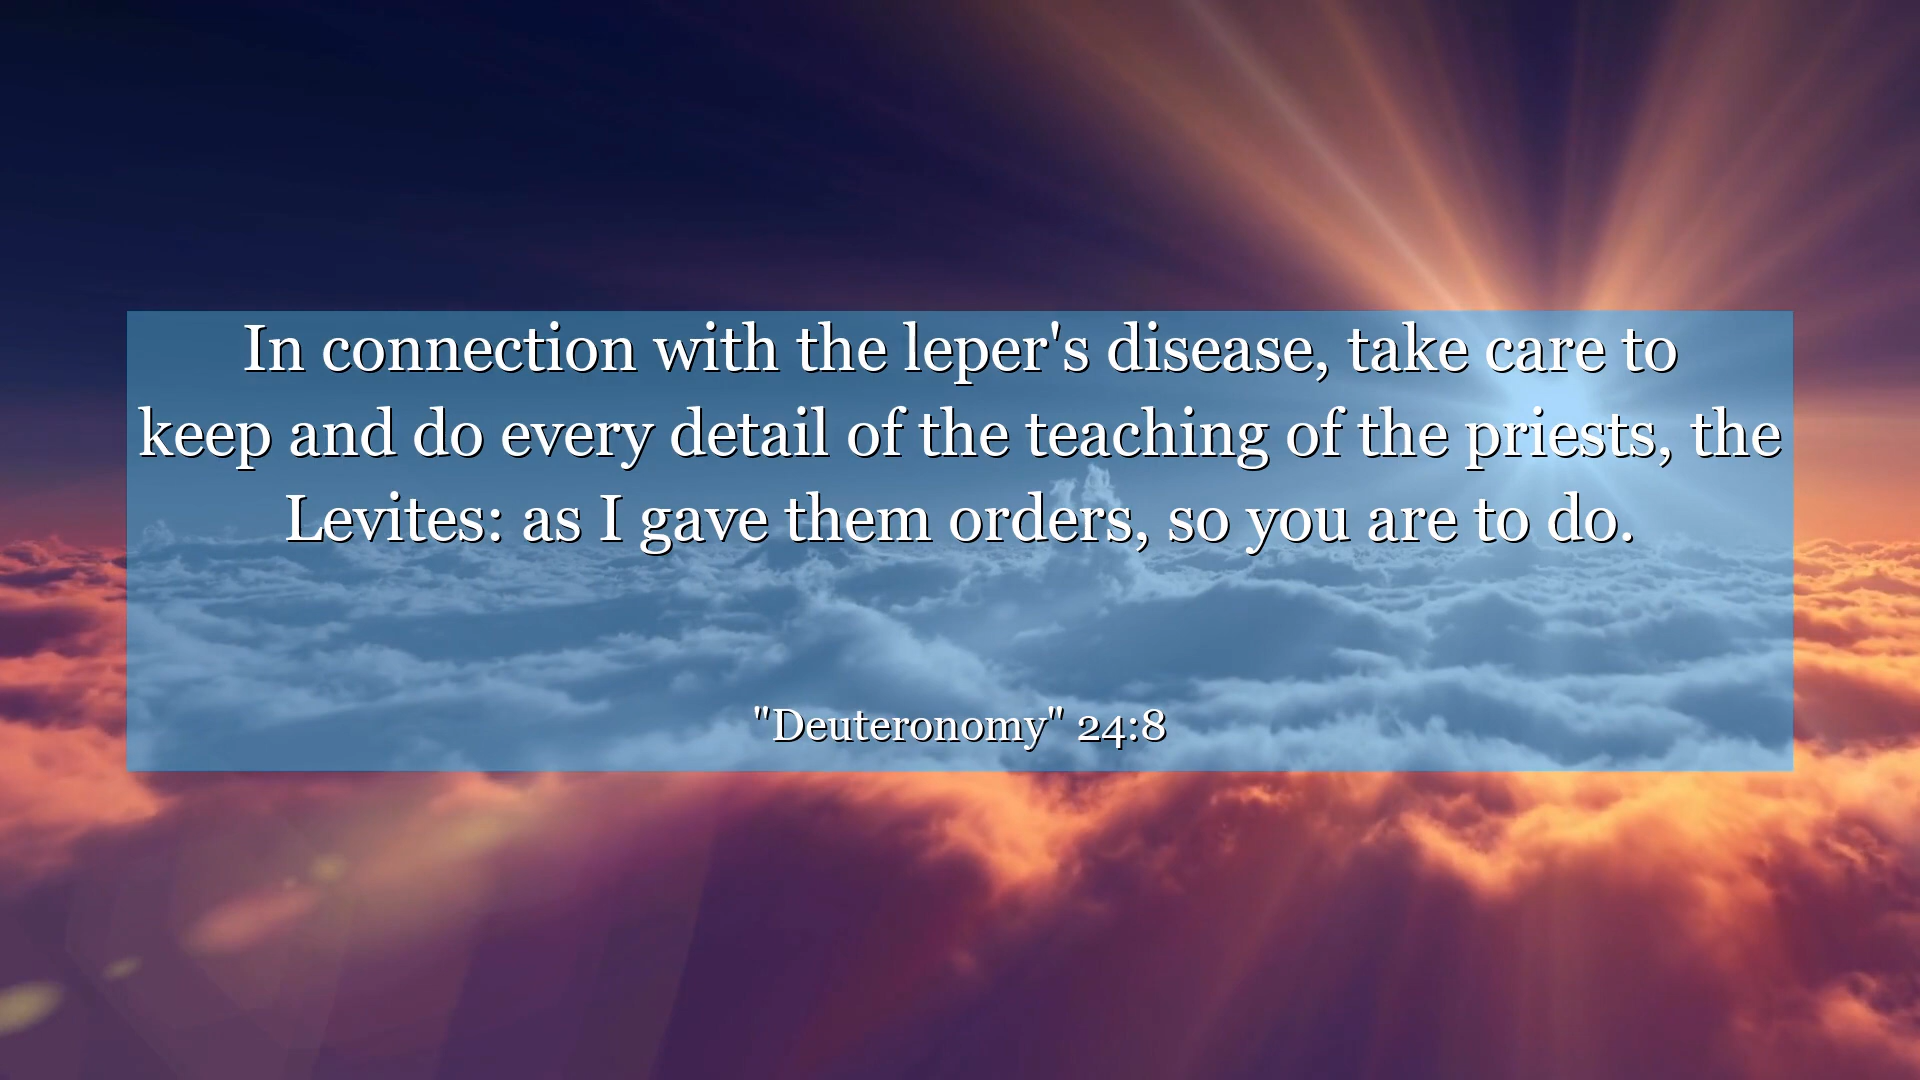 In connection with the leper's disease, take care to
keep and do every detail of the teaching of the priests, the
Levites: as I gave them orders, so you are to do.
"Deuteronomy" 24:8